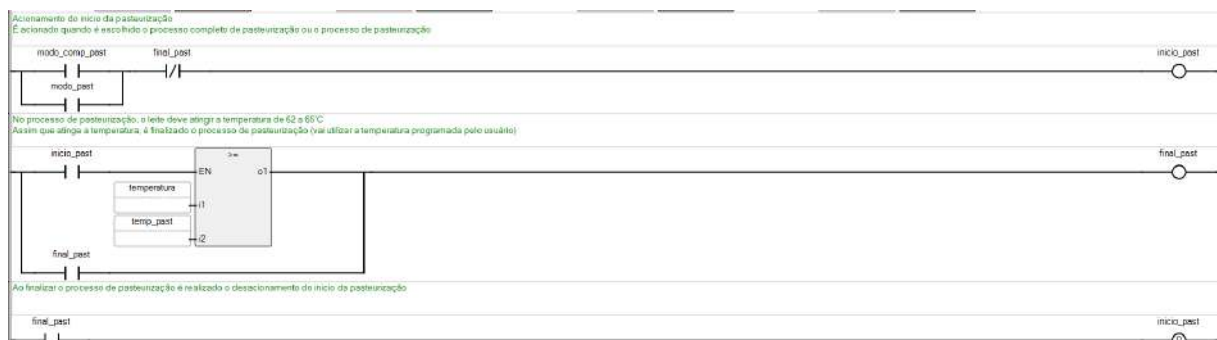 Acionamento do início da pasteurização
É acionado quando é escolhido o processo completo de pasteurização ou o processo de pasteurização
modo_comp_past
final_past
inicio_past
modo_past
No processo de pasteurização, o leite deve atingir a temperatura de 62 a 65°C
Assim que atinge a temperatura, é finalizado o processo de pasteurização (vai utilizar a temperatura programada pelo usuário)
inicio_past
>=
final_past
EN
o1
temperatura
i1
temp_past
i2
final_past
Ao finalizar o processo de pasteurização é realizado o desacionamento do início da pasteurização
final_past
inicio_past